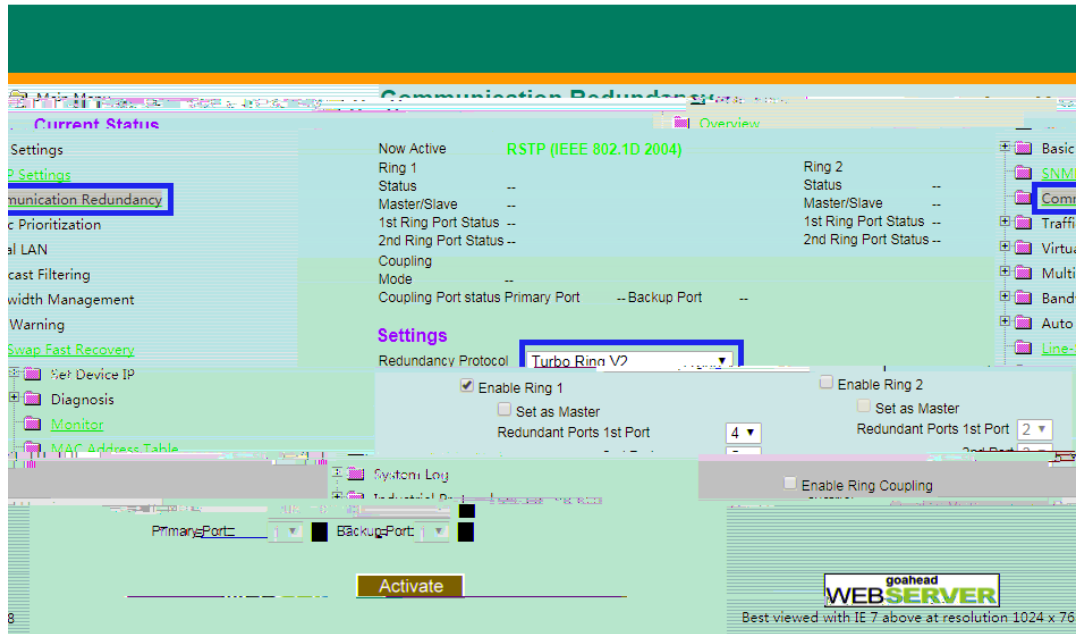 Main Menu
Communication Redundancy
Current Status
Overview
Settings
P Settings
munication Redundancy
c Prioritization
al LAN
cast Filtering
width Management
Warning
Swap Fast Recovery
Set Device IP
Diagnosis
Monitor
MAC Address Table
Now Active RSTP (IEEE 802.1D 2004)
Ring 1
Status --
Master/Slave --
1st Ring Port Status --
2nd Ring Port Status --
Ring 2
Status --
Master/Slave --
1st Ring Port Status --
2nd Ring Port Status --
Coupling
Mode --
Coupling Port status Primary Port -- Backup Port --
Basic
SNM
Comm
Traffi
Virtua
Multi
Band
Auto
Line-
Settings
Redundancy Protocol Turbo Ring V2
Enable Ring 1
Set as Master
Redundant Ports 1st Port 4
Enable Ring 2
Set as Master
Redundant Ports 1st Port 2
System Log
Enable Ring Coupling
Primary Port Backup Port
Activate
goahead
WEBSERVER
8
Best viewed with IE 7 above at resolution 1024 x 76